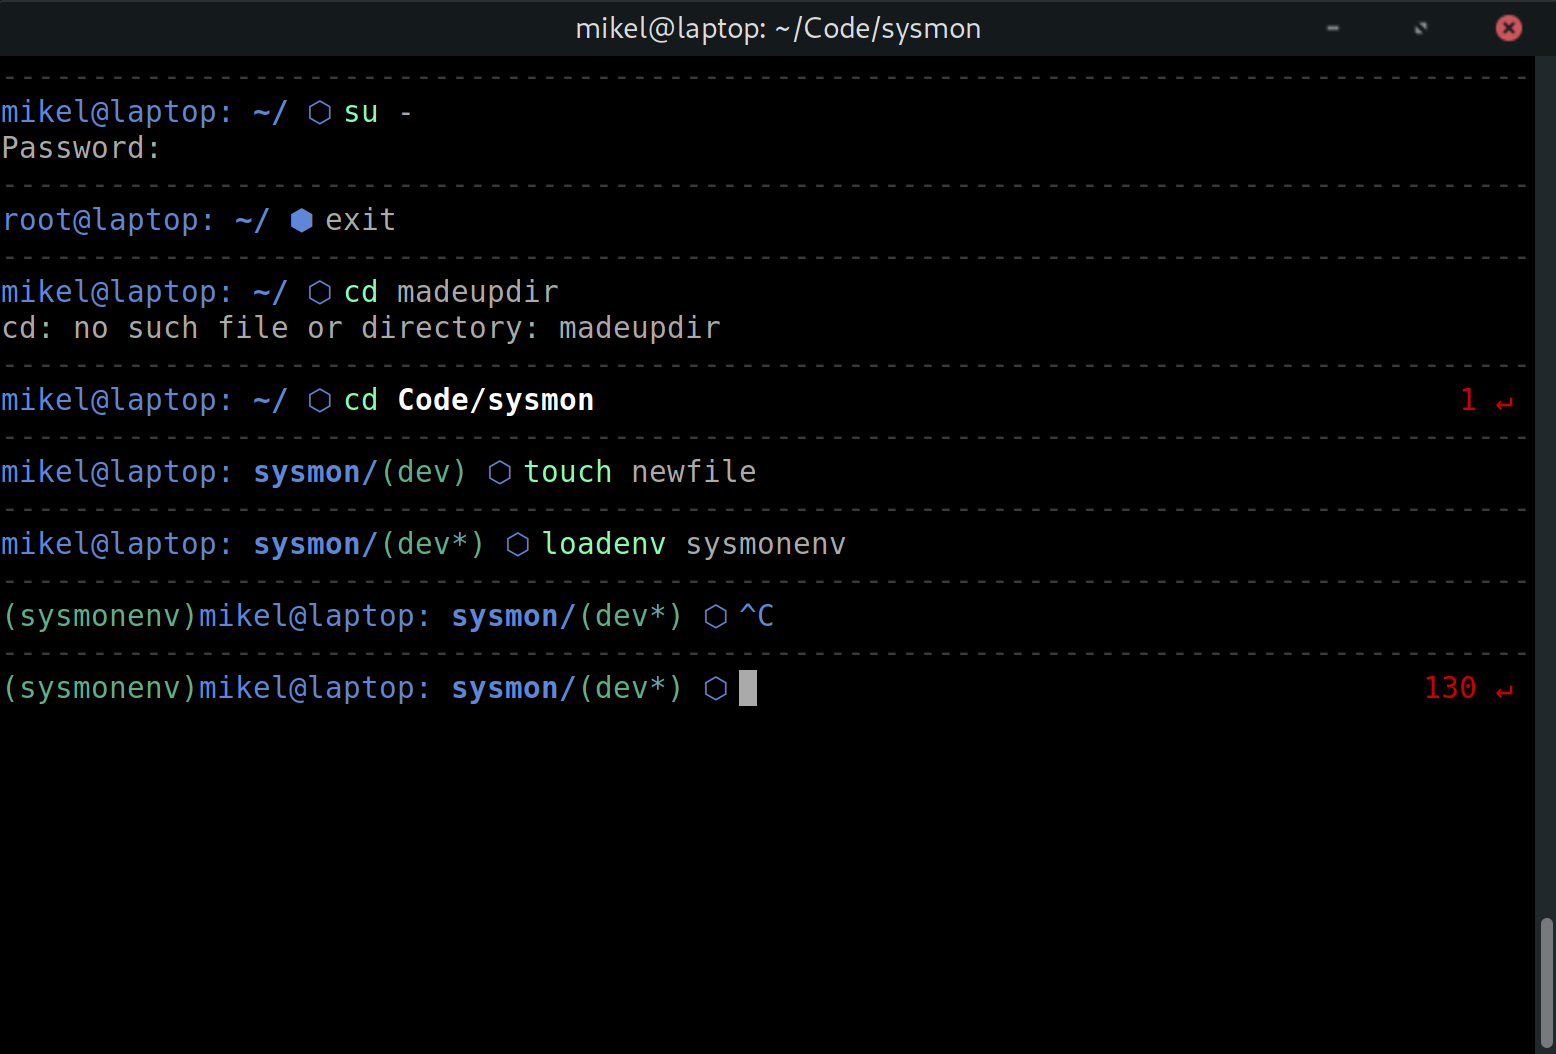 mikel@laptop: ~/Code/sysmon
--------------------------------------------------------------------------------
mikel@laptop: ~/ ⬡ su -
Password:
--------------------------------------------------------------------------------
root@laptop: ~/ ⬢ exit
--------------------------------------------------------------------------------
mikel@laptop: ~/ ⬡ cd madeupdir
cd: no such file or directory: madeupdir
--------------------------------------------------------------------------------
mikel@laptop: ~/ ⬡ cd Code/sysmon 1 ↵
--------------------------------------------------------------------------------
mikel@laptop: sysmon/(dev) ⬡ touch newfile
--------------------------------------------------------------------------------
mikel@laptop: sysmon/(dev*) ⬡ loadenv sysmonenv
--------------------------------------------------------------------------------
(sysmonenv)mikel@laptop: sysmon/(dev*) ⬡ ^C
--------------------------------------------------------------------------------
(sysmonenv)mikel@laptop: sysmon/(dev*) ⬡ 130 ↵